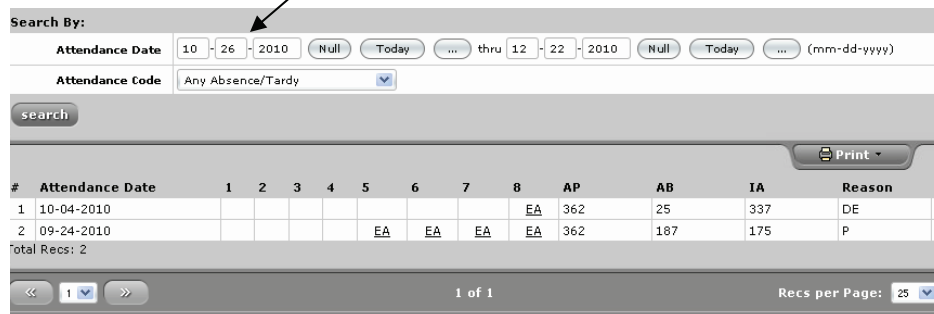 Search By:
Attendance Date 10 - 26 - 2010 Null Today ... thru 12 - 22 - 2010 Null Today ... (mm-dd-yyyy)
Attendance Code Any Absence/Tardy
search
Print
# Attendance Date 1 2 3 4 5 6 7 8 AP AB IA Reason
1 10-04-2010 EA 362 25 337 DE
2 09-24-2010 EA EA EA EA 362 187 175 P
Total Recs: 2
« 1 » 1 of 1 Recs per Page: 25